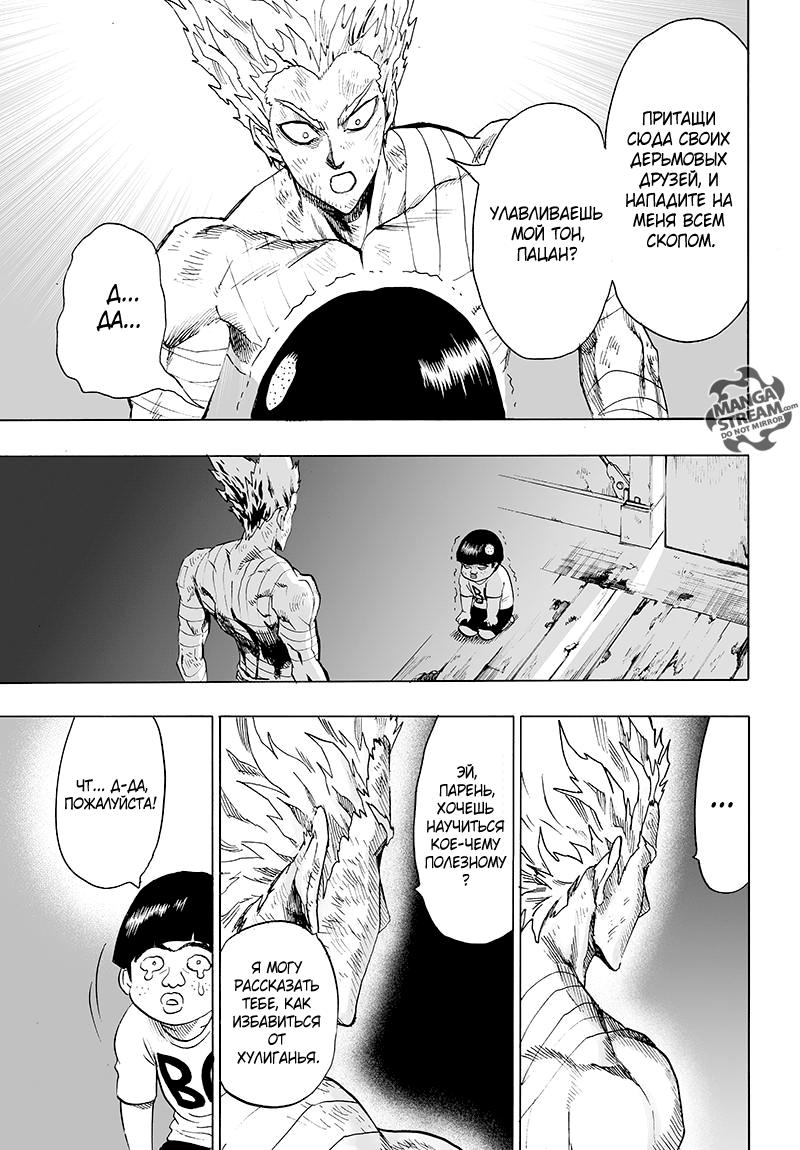 ПРИТАЩИ
СЮДА СВОИХ
ДЕРЬМОВЫХ
ДРУЗЕЙ, И
НАПАДИТЕ НА
МЕНЯ ВСЕМ
СКОПОМ.
УЛАВЛИВАЕШЬ
МОЙ ТОН,
ПАЦАН?
Д...
ДА...
MANGA
STREAM.COM
DO NOT MIRROR!
...
ЭЙ,
ПАРЕНЬ,
ХОЧЕШЬ
НАУЧИТЬСЯ
КОЕ-ЧЕМУ
ПОЛЕЗНОМУ
?
Я МОГУ
РАССКАЗАТЬ
ТЕБЕ, КАК
ИЗБАВИТЬСЯ
ОТ
ХУЛИГАНЬЯ.
ЧТ... Д-ДА,
ПОЖАЛУЙСТА!